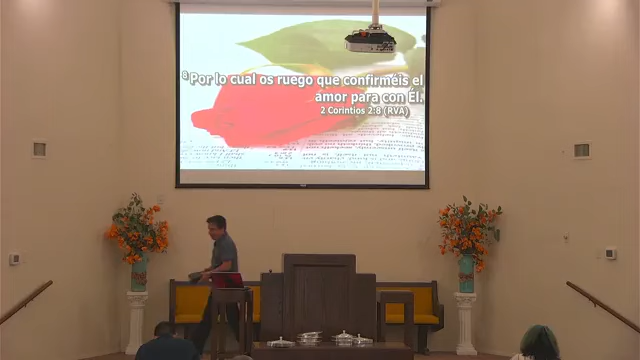 8 Por lo cual os ruego que confirméis el
amor para con Él.
2 Corintios 2:8 (RVA)